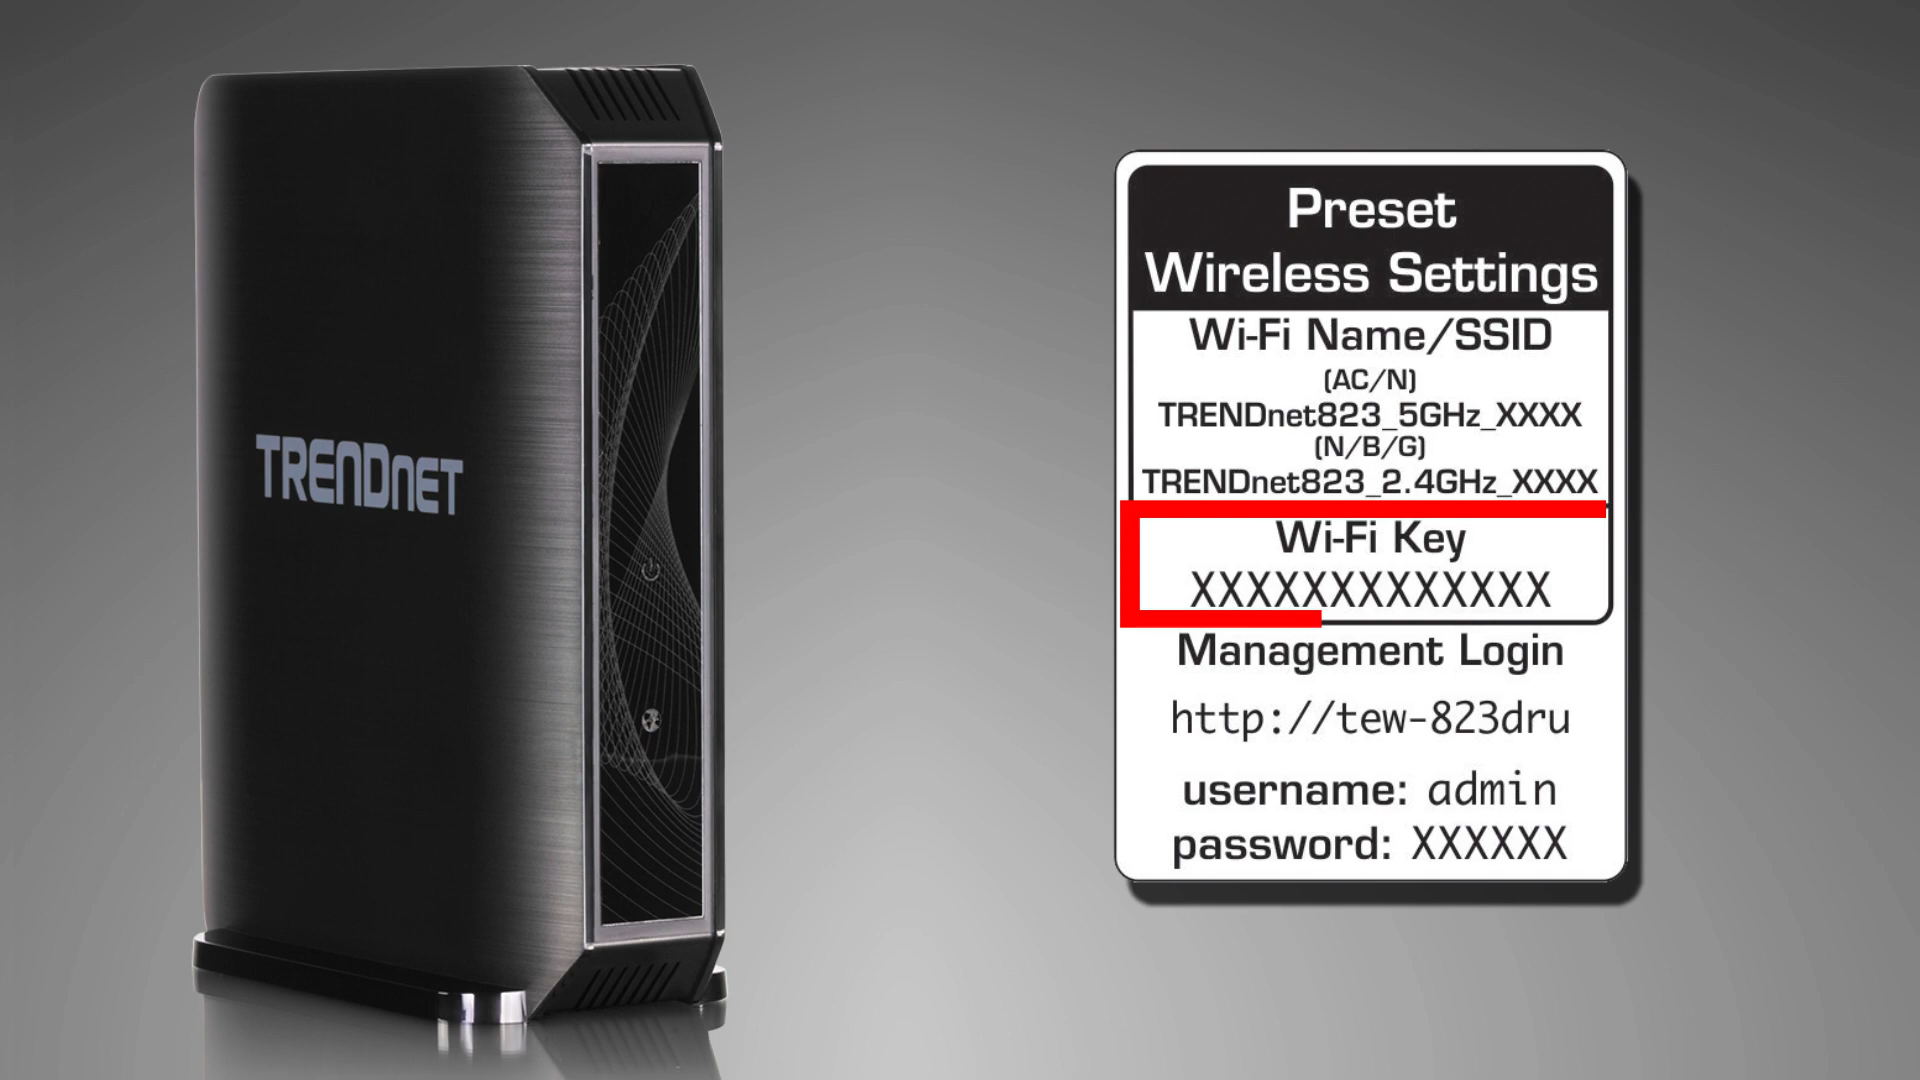 TRENDNET
Preset
Wireless Settings
Wi-Fi Name/SSID
(AC/N)
TRENDnet823_5GHz_XXXX
(N/B/G)
TRENDnet823_2.4GHz_XXXX
Wi-Fi Key
XXXXXXXXXXXXX
Management Login
http://tew-823dru
username: admin
password: XXXXXX